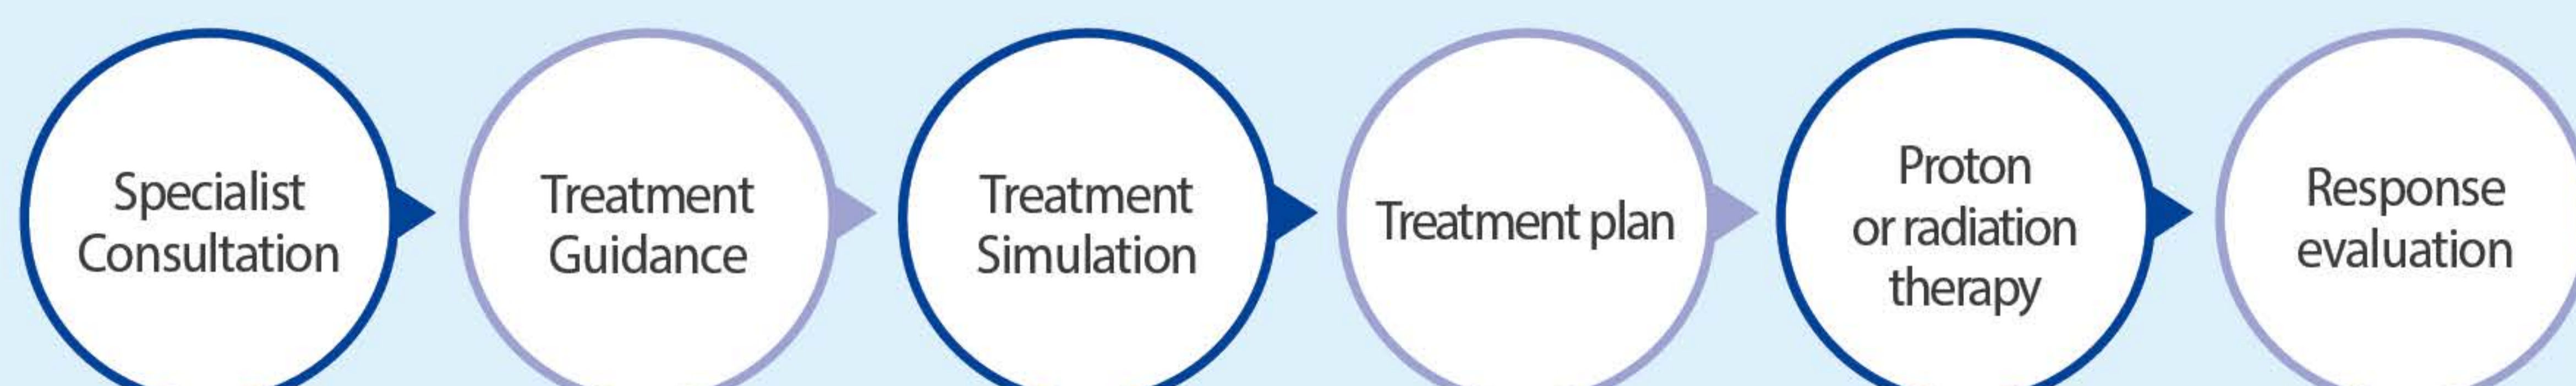 Specialist
Consultation
Treatment
Guidance
Treatment
Simulation
Treatment plan
Proton
or radiation
therapy
Response
evaluation